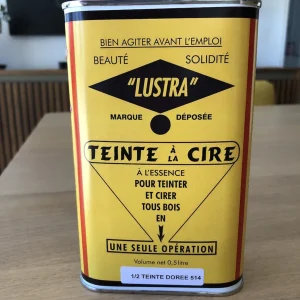 BIEN AGITER AVANT L'EMPLOI
BEAUTÉ SOLIDITÉ
"LUSTRA"
MARQUE DÉPOSÉE
TEINTE À LA CIRE
À L'ESSENCE
POUR TEINTER
ET CIRER
TOUS BOIS
EN
UNE SEULE OPÉRATION
Volume net 0,5 litre
1/2 TEINTE DOREE 514